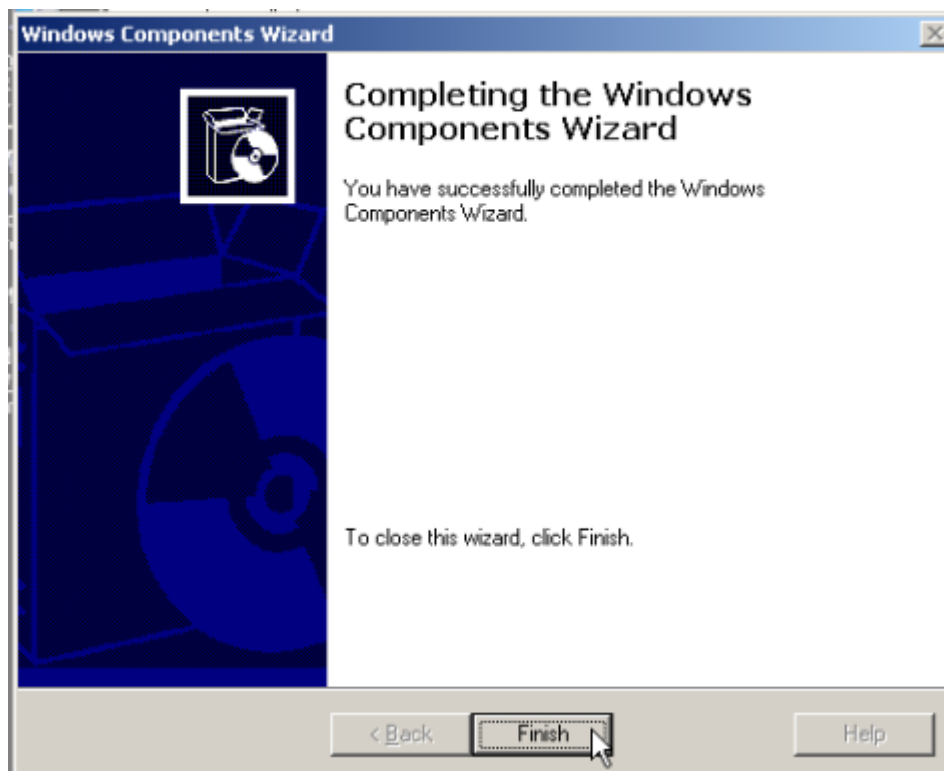 Windows Components Wizard
Completing the Windows
Components Wizard
You have successfully completed the Windows
Components Wizard.
To close this wizard, click Finish.
< Back
Finish
Help